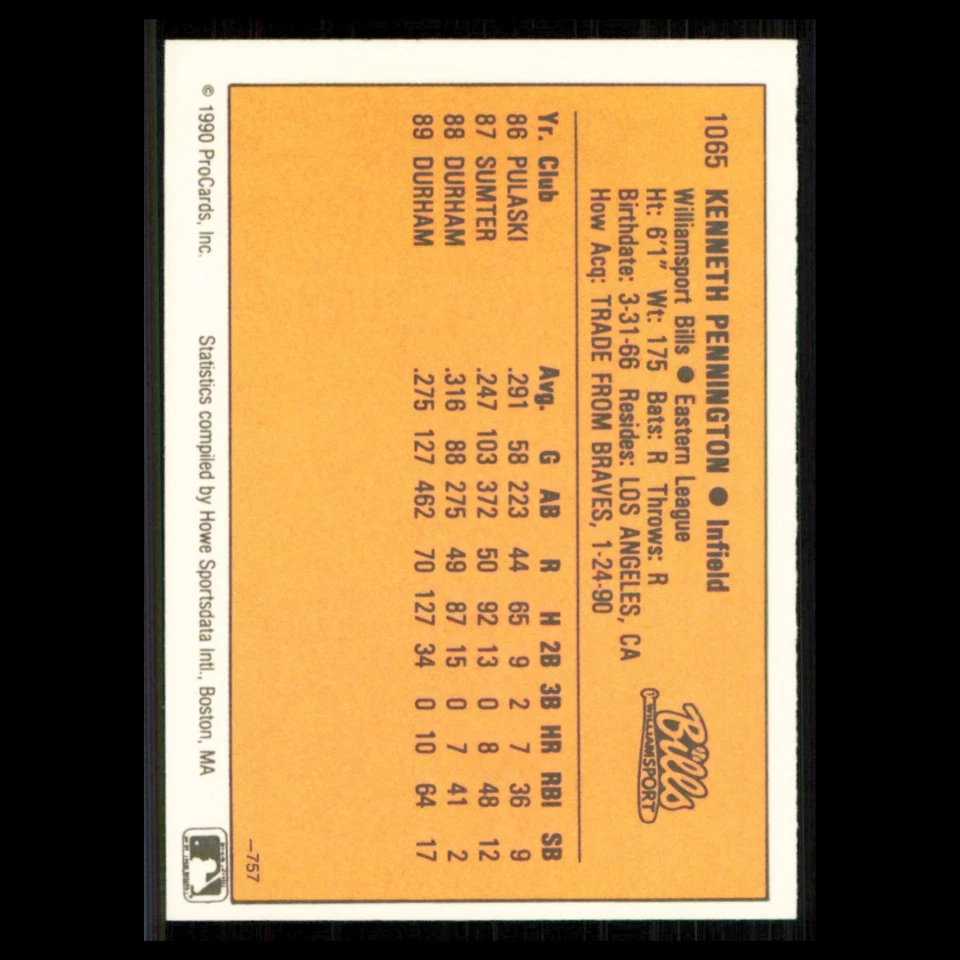 1065 KENNETH PENNINGTON ● Infield
Williamsport Bills ● Eastern League
Ht: 6'1" Wt: 175 Bats: R Throws: R
Birthdate: 3-31-66 Resides: LOS ANGELES, CA
How Acq: TRADE FROM BRAVES, 1-24-90
Bills
WILLIAMSPORT
Yr. Club Avg. G AB R H 2B 3B HR RBI SB
86 PULASKI .291 58 223 44 65 9 2 7 36 9
87 SUMTER .247 103 372 50 92 13 0 8 48 12
88 DURHAM .316 88 275 49 87 15 0 7 41 2
89 DURHAM .275 127 462 70 127 34 0 10 64 17
–757
© 1990 ProCards, Inc. Statistics compiled by Howe Sportsdata Intl., Boston, MA